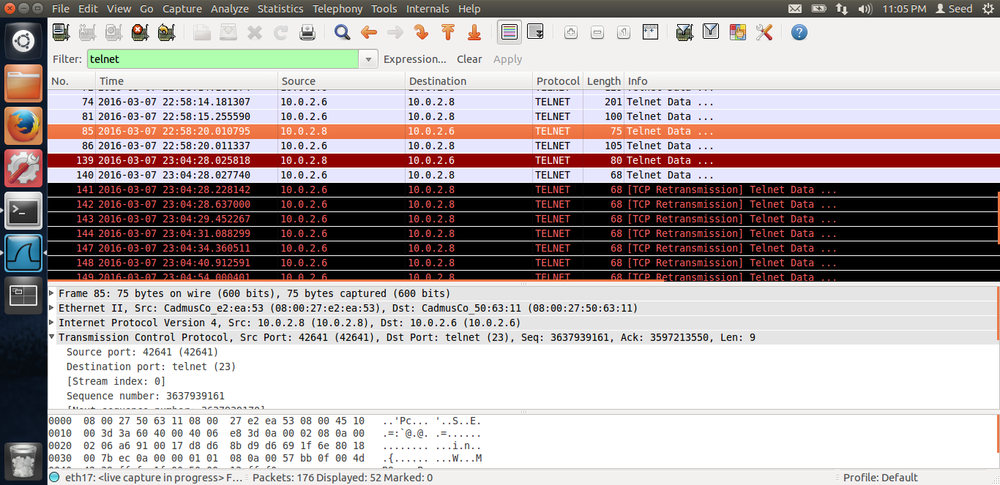 File Edit View Go Capture Analyze Statistics Telephony Tools Internals Help 11:05 PM Seed
Filter: telnet Expression... Clear Apply
No. Time Source Destination Protocol Length Info
74 2016-03-07 22:58:14.181307 10.0.2.6 10.0.2.8 TELNET 201 Telnet Data ...
81 2016-03-07 22:58:15.255590 10.0.2.6 10.0.2.8 TELNET 100 Telnet Data ...
85 2016-03-07 22:58:20.010795 10.0.2.8 10.0.2.6 TELNET 75 Telnet Data ...
86 2016-03-07 22:58:20.011337 10.0.2.6 10.0.2.8 TELNET 105 Telnet Data ...
139 2016-03-07 23:04:28.025818 10.0.2.8 10.0.2.6 TELNET 80 Telnet Data ...
140 2016-03-07 23:04:28.027740 10.0.2.6 10.0.2.8 TELNET 68 Telnet Data ...
141 2016-03-07 23:04:28.228142 10.0.2.6 10.0.2.8 TELNET 68 [TCP Retransmission] Telnet Data ...
142 2016-03-07 23:04:28.637000 10.0.2.6 10.0.2.8 TELNET 68 [TCP Retransmission] Telnet Data ...
143 2016-03-07 23:04:29.452267 10.0.2.6 10.0.2.8 TELNET 68 [TCP Retransmission] Telnet Data ...
144 2016-03-07 23:04:31.088299 10.0.2.6 10.0.2.8 TELNET 68 [TCP Retransmission] Telnet Data ...
147 2016-03-07 23:04:34.360511 10.0.2.6 10.0.2.8 TELNET 68 [TCP Retransmission] Telnet Data ...
148 2016-03-07 23:04:40.912591 10.0.2.6 10.0.2.8 TELNET 68 [TCP Retransmission] Telnet Data ...
149 2016-03-07 23:04:54.000401 10.0.2.6 10.0.2.8 TELNET 68 [TCP Retransmission] Telnet Data ...
Frame 85: 75 bytes on wire (600 bits), 75 bytes captured (600 bits)
Ethernet II, Src: CadmusCo_e2:ea:53 (08:00:27:e2:ea:53), Dst: CadmusCo_50:63:11 (08:00:27:50:63:11)
Internet Protocol Version 4, Src: 10.0.2.8 (10.0.2.8), Dst: 10.0.2.6 (10.0.2.6)
Transmission Control Protocol, Src Port: 42641 (42641), Dst Port: telnet (23), Seq: 3637939161, Ack: 3597213550, Len: 9
Source port: 42641 (42641)
Destination port: telnet (23)
[Stream index: 0]
Sequence number: 3637939161
[Next sequence number: 3637939170]
0000 08 00 27 50 63 11 08 00 27 e2 ea 53 08 00 45 10 ..'Pc... '..S..E.
0010 00 3d 3a 60 40 00 40 06 e8 3d 0a 00 02 08 0a 00 .=:`@.@. .=......
0020 02 06 a6 91 00 17 d8 d6 8b d9 d6 69 1f 6e 80 18 ........ ...i.n..
0030 00 7b ec 0a 00 00 01 01 08 0a 00 57 bb 0f 00 4d .{...... ...W...M
eth17: <live capture in progress> F... Packets: 176 Displayed: 52 Marked: 0 Profile: Default